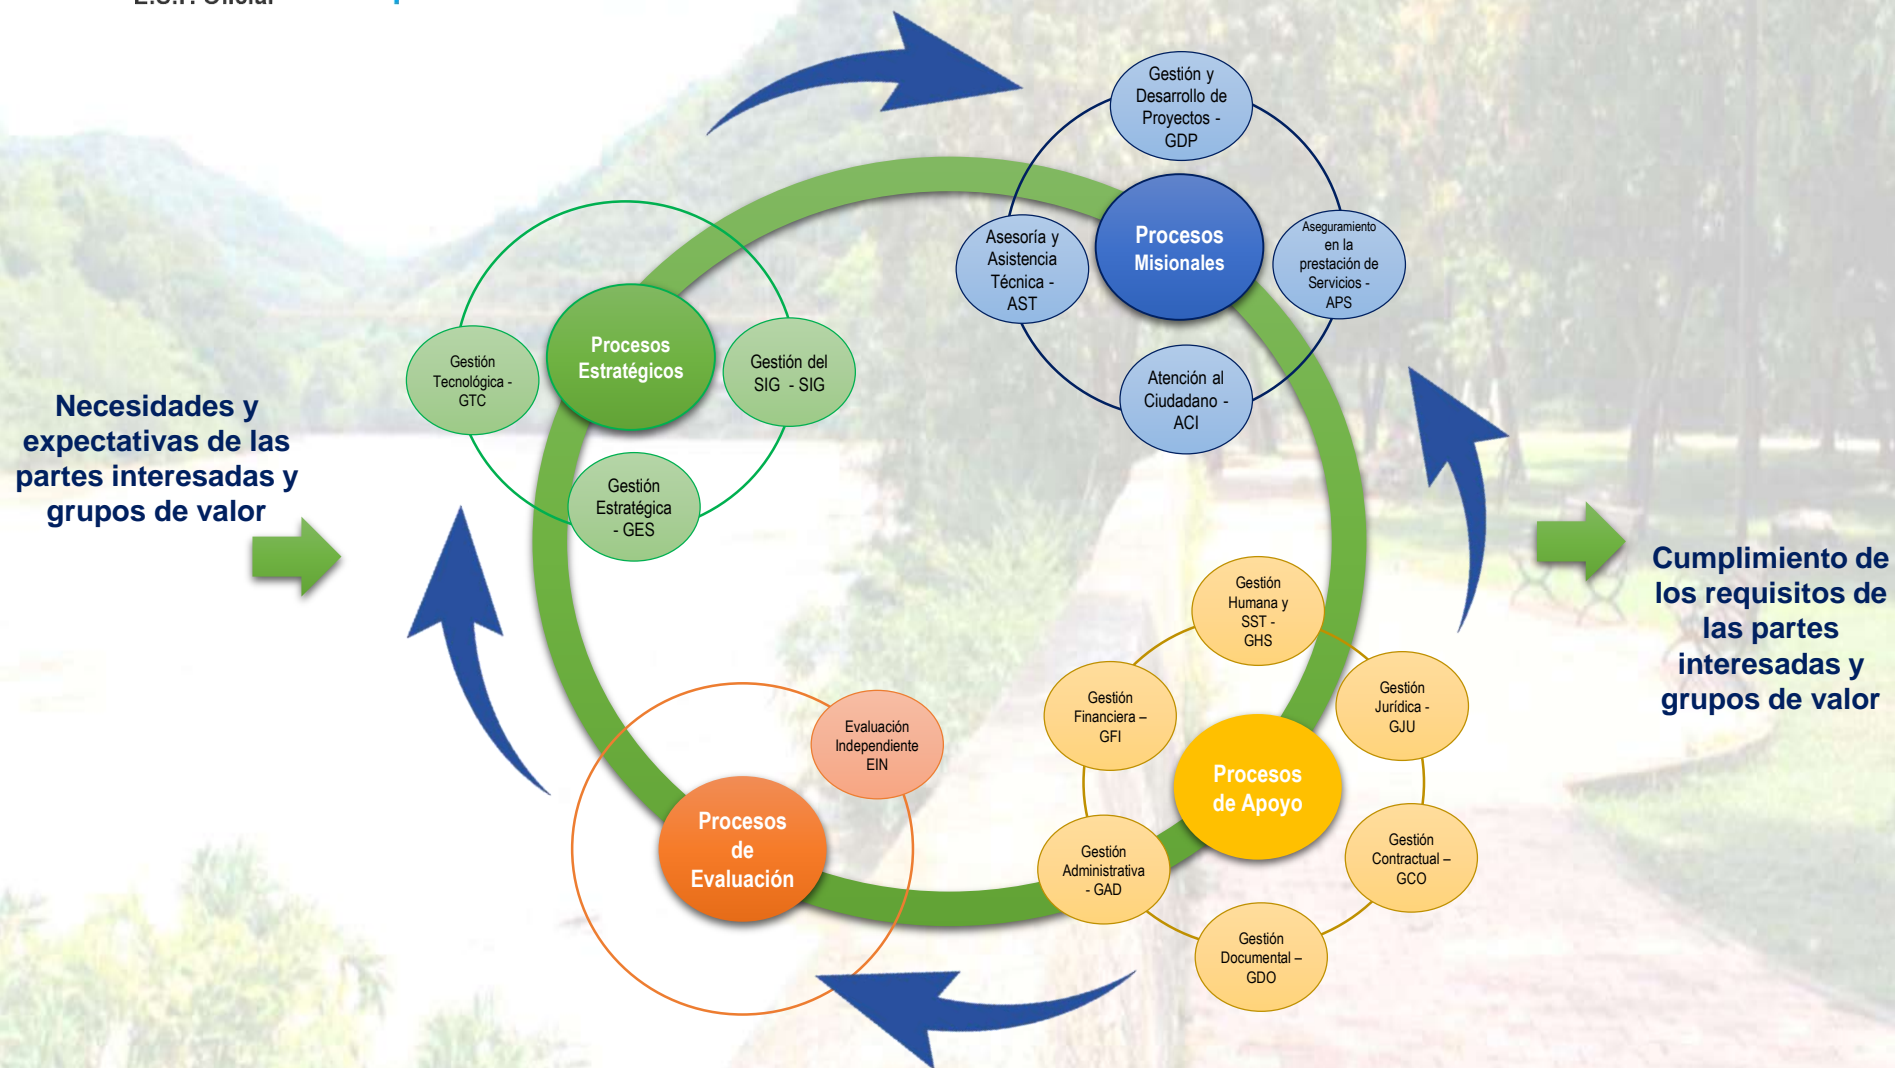 E.S.P. Oficial
Gestión y
Desarrollo de
Proyectos -
GDP
Procesos
Misionales
Asesoría y
Asistencia
Técnica -
AST
Aseguramiento
en la
prestación de
Servicios -
APS
Atención al
Ciudadano -
ACI
Procesos
Estratégicos
Gestión
Tecnológica -
GTC
Gestión del
SIG - SIG
Gestión
Estratégica
- GES
Necesidades y
expectativas de las
partes interesadas y
grupos de valor
Cumplimiento de
los requisitos de
las partes
interesadas y
grupos de valor
Gestión
Humana y
SST -
GHS
Gestión
Financiera –
GFI
Gestión
Jurídica -
GJU
Procesos
de Apoyo
Gestión
Administrativa
- GAD
Gestión
Contractual –
GCO
Gestión
Documental –
GDO
Evaluación
Independiente
EIN
Procesos
de
Evaluación